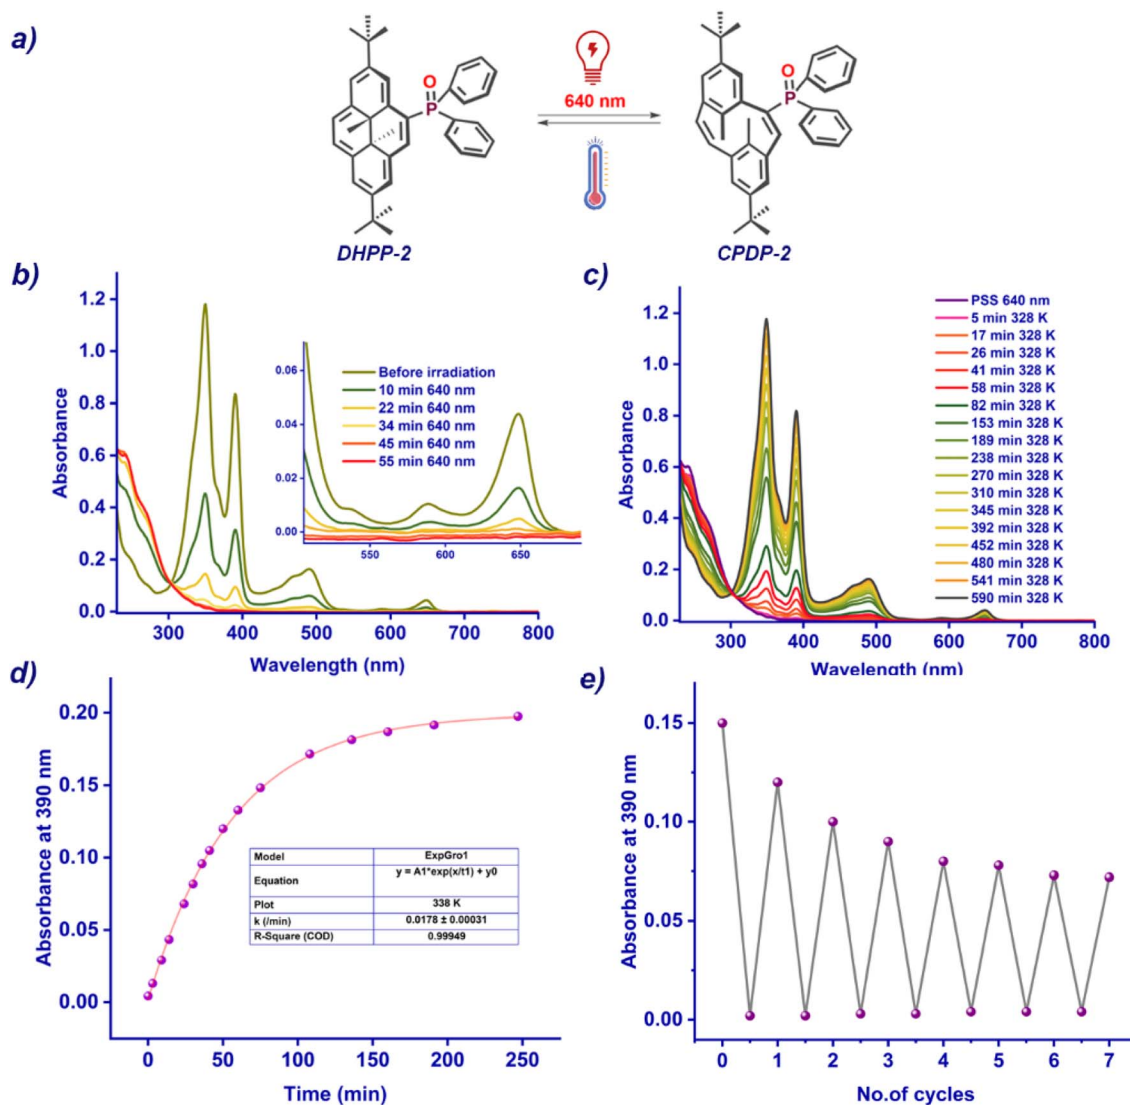 a)
O
P
640 nm
O
P
DHPP-2
CPDP-2
b)
1.2
1.0
0.8
0.6
0.4
0.2
0.0
Absorbance
300 400 500 600 700 800
Wavelength (nm)
0.06
0.04
0.02
0.00
550 600 650
Before irradiation
10 min 640 nm
22 min 640 nm
34 min 640 nm
45 min 640 nm
55 min 640 nm
c)
1.2
1.0
0.8
0.6
0.4
0.2
0.0
Absorbance
300 400 500 600 700 800
Wavelength (nm)
PSS 640 nm
5 min 328 K
17 min 328 K
26 min 328 K
41 min 328 K
58 min 328 K
82 min 328 K
153 min 328 K
189 min 328 K
238 min 328 K
270 min 328 K
310 min 328 K
345 min 328 K
392 min 328 K
452 min 328 K
480 min 328 K
541 min 328 K
590 min 328 K
d)
0.20
0.15
0.10
0.05
0.00
Absorbance at 390 nm
0 50 100 150 200 250
Time (min)
Model ExpGro1
Equation y = A1*exp(x/t1) + y0
Plot 338 K
k (/min) 0.0178 ± 0.00031
R-Square (COD) 0.99949
e)
0.15
0.10
0.05
0.00
Absorbance at 390 nm
0 1 2 3 4 5 6 7
No.of cycles